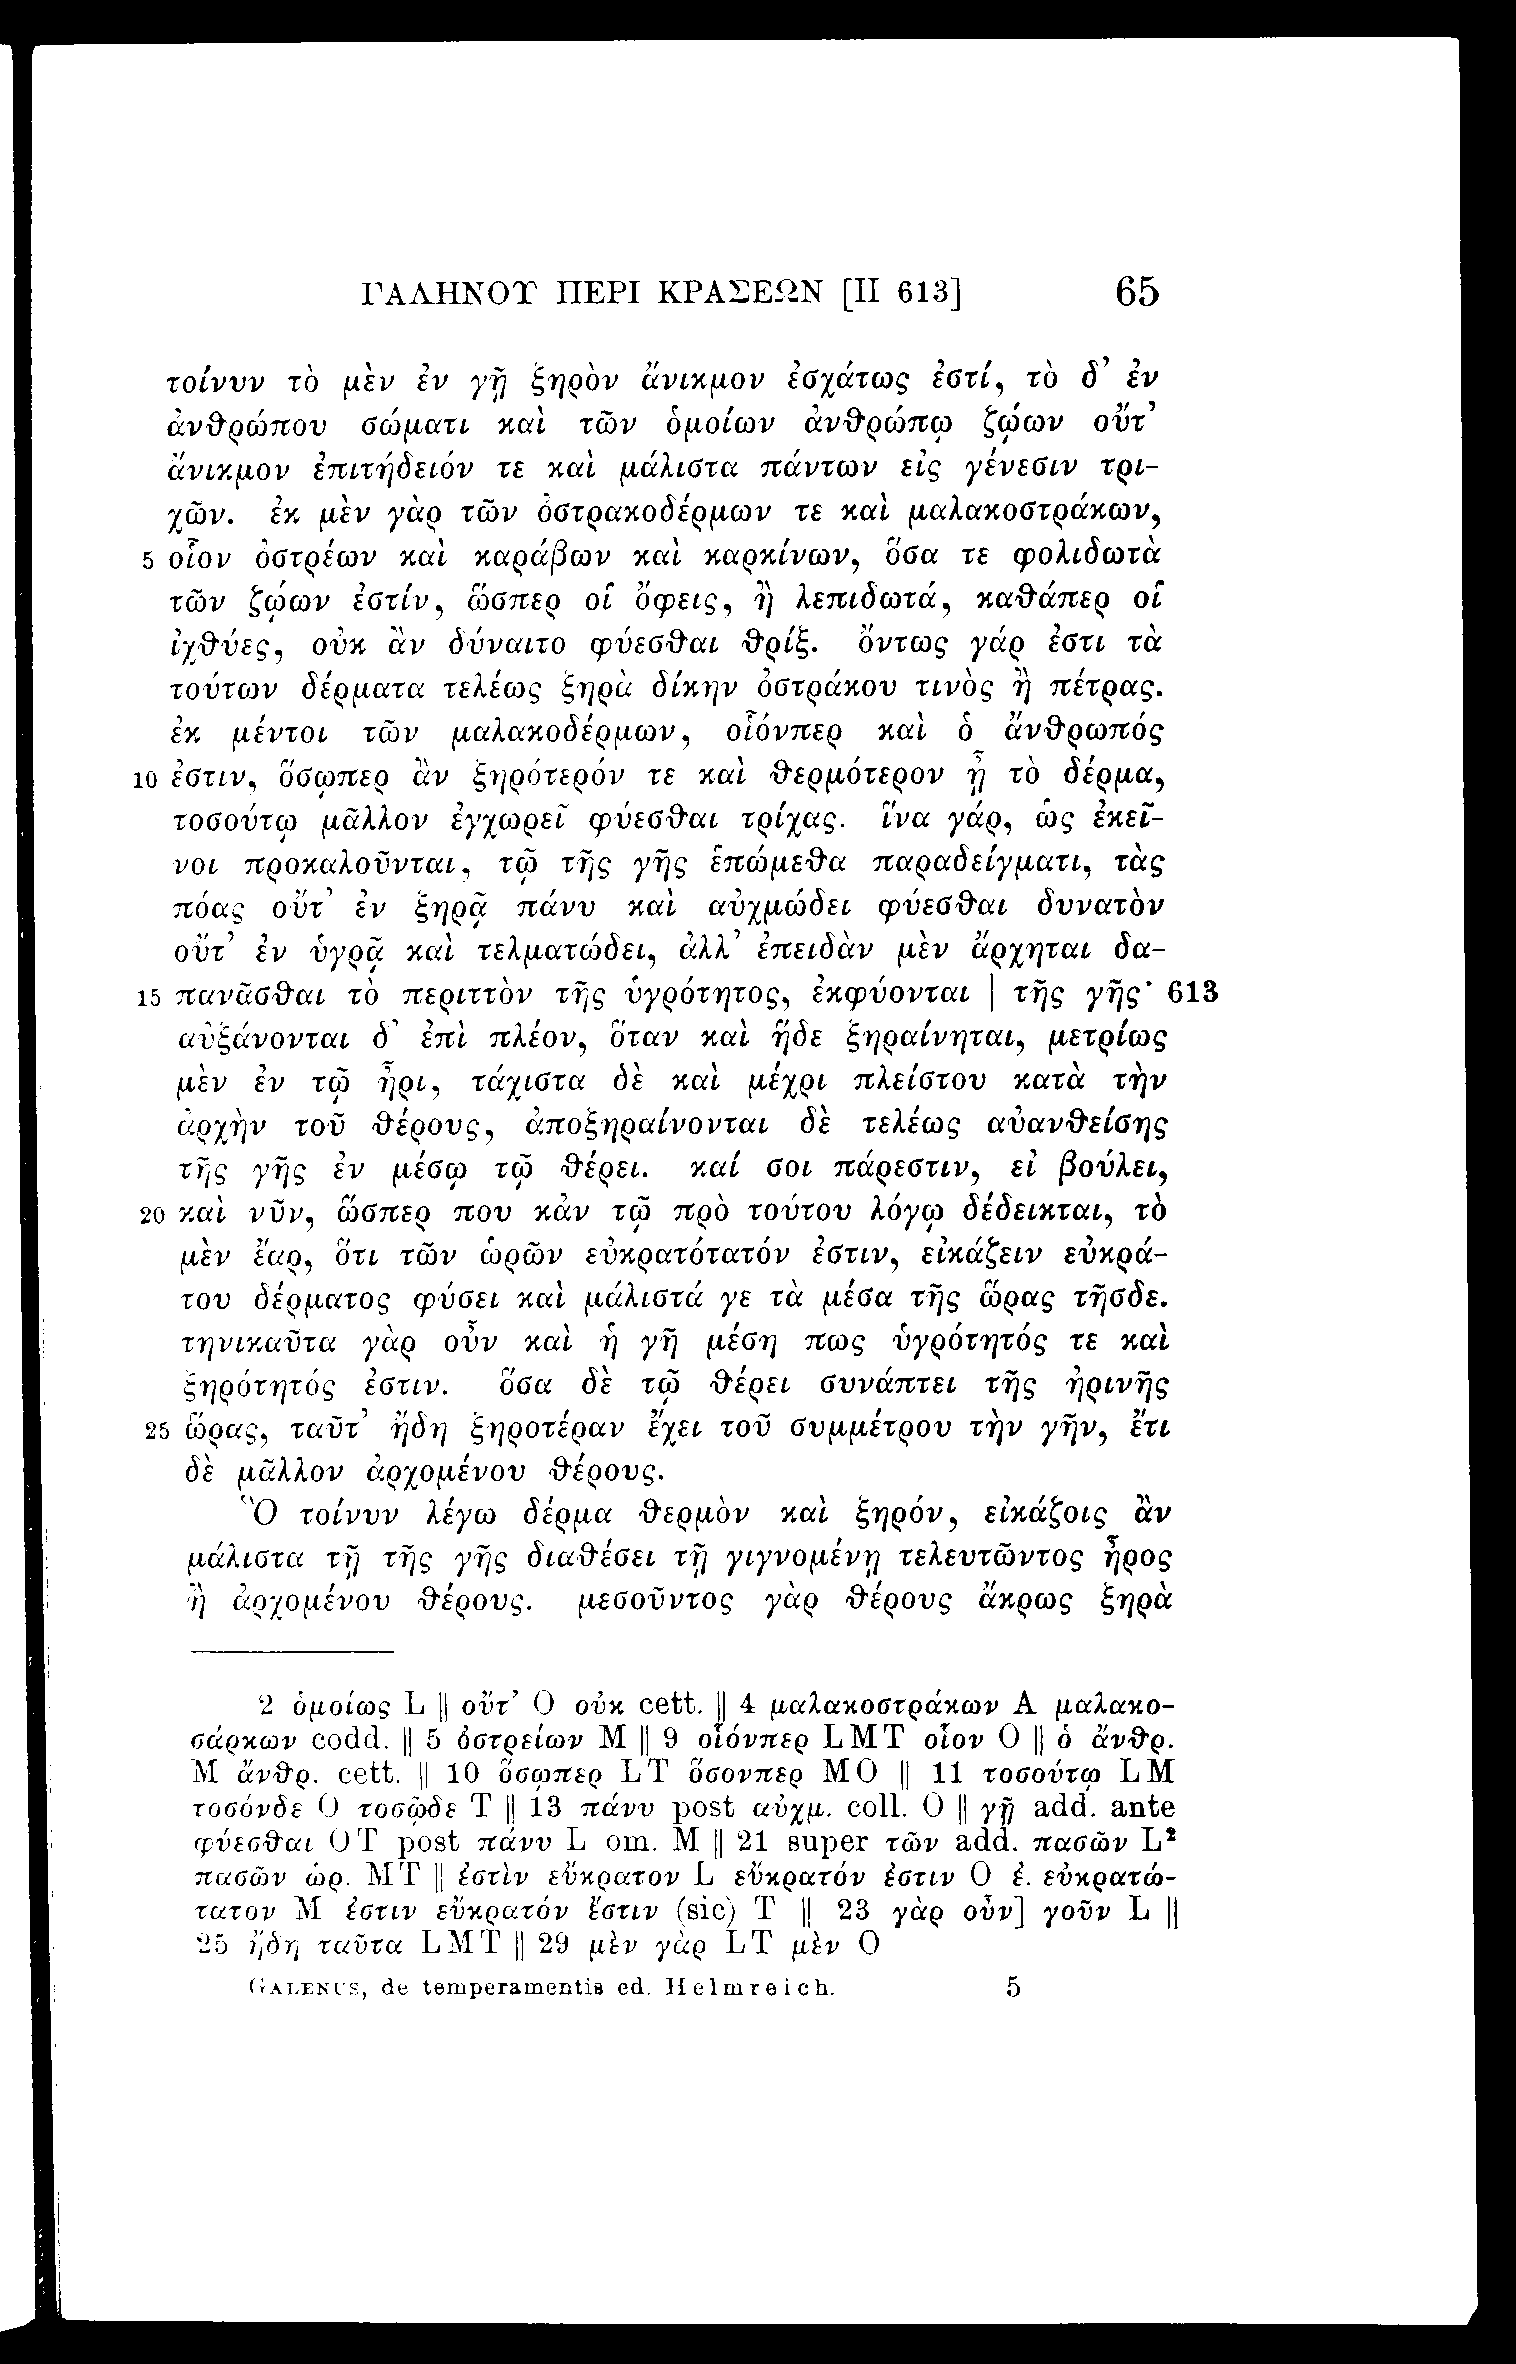 ΓΑΛΗΝΟΥ ΠΕΡΙ ΚΡΑΣΕΩΝ [II 613] 65
τοίνυν τὸ μὲν ἐν γῇ ξηρὸν ἄνικμον ἐσχάτως ἐστί, τὸ δ’ ἐν
ἀνθρώπου σώματι καὶ τῶν ὁμοίων ἀνθρώπῳ ζῴων οὔτ’
ἄνικμον ἐπιτήδειόν τε καὶ μάλιστα πάντων εἰς γένεσιν τρι-
χῶν. ἐκ μὲν γὰρ τῶν ὀστρακοδέρμων τε καὶ μαλακοστράκων,
5 οἷον ὀστρέων καὶ καράβων καὶ καρκίνων, ὅσα τε φολιδωτὰ
τῶν ζῴων ἐστίν, ὥσπερ οἱ ὄφεις, ἢ λεπιδωτά, καθάπερ οἱ
ἰχθύες, οὐκ ἂν δύναιτο φύεσθαι θρίξ. ὄντως γάρ ἐστι τὰ
τούτων δέρματα τελέως ξηρὰ δίκην ὀστράκου τινὸς ἢ πέτρας.
ἐκ μέντοι τῶν μαλακοδέρμων, οἷόνπερ καὶ ὁ ἄνθρωπός
10 ἐστιν, ὅσῳπερ ἂν ξηρότερόν τε καὶ θερμότερον ᾖ τὸ δέρμα,
τοσούτῳ μᾶλλον ἐγχωρεῖ φύεσθαι τρίχας. ἵνα γάρ, ὡς ἐκεῖ-
νοι προκαλοῦνται, τῷ τῆς γῆς ἑπώμεθα παραδείγματι, τὰς
πόας οὔτ’ ἐν ξηρᾷ πάνυ καὶ αὐχμώδει φύεσθαι δυνατὸν
οὔτ’ ἐν ὑγρᾷ καὶ τελματώδει, ἀλλ’ ἐπειδὰν μὲν ἄρχηται δα-
15 πανᾶσθαι τὸ περιττὸν τῆς ὑγρότητος, ἐκφύονται | τῆς γῆς· 613
αὐξάνονται δ’ ἐπὶ πλέον, ὅταν καὶ ἥδε ξηραίνηται, μετρίως
μὲν ἐν τῷ ἦρι, τάχιστα δὲ καὶ μέχρι πλείστου κατὰ τὴν
ἀρχὴν τοῦ θέρους, ἀποξηραίνονται δὲ τελέως αὐανθείσης
τῆς γῆς ἐν μέσῳ τῷ θέρει. καί σοι πάρεστιν, εἰ βούλει,
20 καὶ νῦν, ὥσπερ που κἀν τῷ πρὸ τούτου λόγῳ δέδεικται, τὸ
μὲν ἔαρ, ὅτι τῶν ὡρῶν εὐκρατότατόν ἐστιν, εἰκάζειν εὐκρά-
του δέρματος φύσει καὶ μάλιστά γε τὰ μέσα τῆς ὥρας τῆσδε.
τηνικαῦτα γὰρ οὖν καὶ ἡ γῆ μέση πως ὑγρότητός τε καὶ
ξηρότητός ἐστιν. ὅσα δὲ τῷ θέρει συνάπτει τῆς ἠρινῆς
25 ὥρας, ταῦτ’ ἤδη ξηροτέραν ἔχει τοῦ συμμέτρου τὴν γῆν, ἔτι
δὲ μᾶλλον ἀρχομένου θέρους.
Ὃ τοίνυν λέγω δέρμα θερμὸν καὶ ξηρόν, εἰκάζοις ἂν
μάλιστα τῇ τῆς γῆς διαθέσει τῇ γιγνομένῃ τελευτῶντος ἦρος
ἢ ἀρχομένου θέρους. μεσοῦντος γὰρ θέρους ἄκρως ξηρὰ
2 ὁμοίως L || οὔτ’ O οὐκ cett. || 4 μαλακοστράκων A μαλακο-
σάρκων codd. || 5 ὀστρείων M || 9 οἷόνπερ LMT οἷον O || ὁ ἄνθρ.
M ἄνθρ. cett. || 10 ὅσῳπερ LT ὅσονπερ MO || 11 τοσούτῳ LM
τοσόνδε O τοσῷδε T || 13 πάνυ post αὐχμ. coll. O || γῇ add. ante
φύεσθαι OT post πάνυ L om. M || 21 super τῶν add. πασῶν L²
πασῶν ὡρ. MT || ἐστὶν εὔκρατον L εὔκρατόν ἐστιν O ἐ. εὐκρατώ-
τατον M ἐστιν εὔκρατόν ἔστιν (sic) T || 23 γὰρ οὖν] γοῦν L ||
25 ἤδη ταῦτα LMT || 29 μὲν γὰρ LT μὲν O
GALENUS, de temperamentis ed. Helmreich. 5